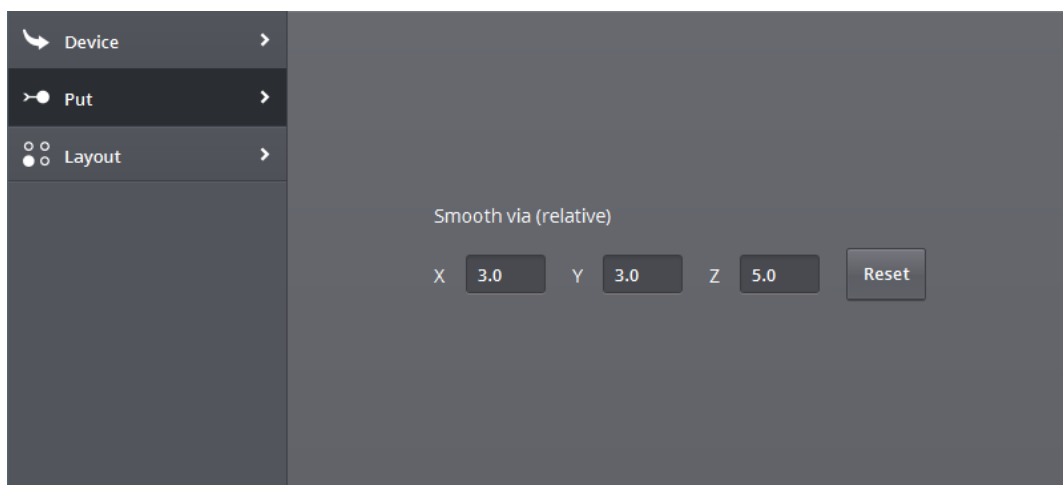 Device
Put
Layout
Smooth via (relative)
X 3.0 Y 3.0 Z 5.0 Reset